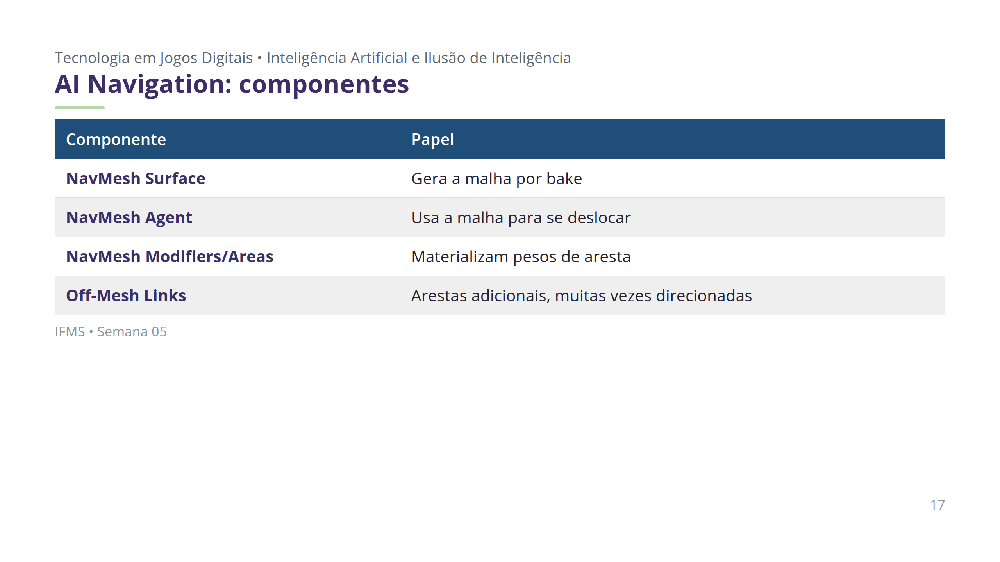 Tecnologia em Jogos Digitais • Inteligência Artificial e Ilusão de Inteligência
AI Navigation: componentes
Componente Papel
NavMesh Surface Gera a malha por bake
NavMesh Agent Usa a malha para se deslocar
NavMesh Modifiers/Areas Materializam pesos de aresta
Off-Mesh Links Arestas adicionais, muitas vezes direcionadas
IFMS • Semana 05
17